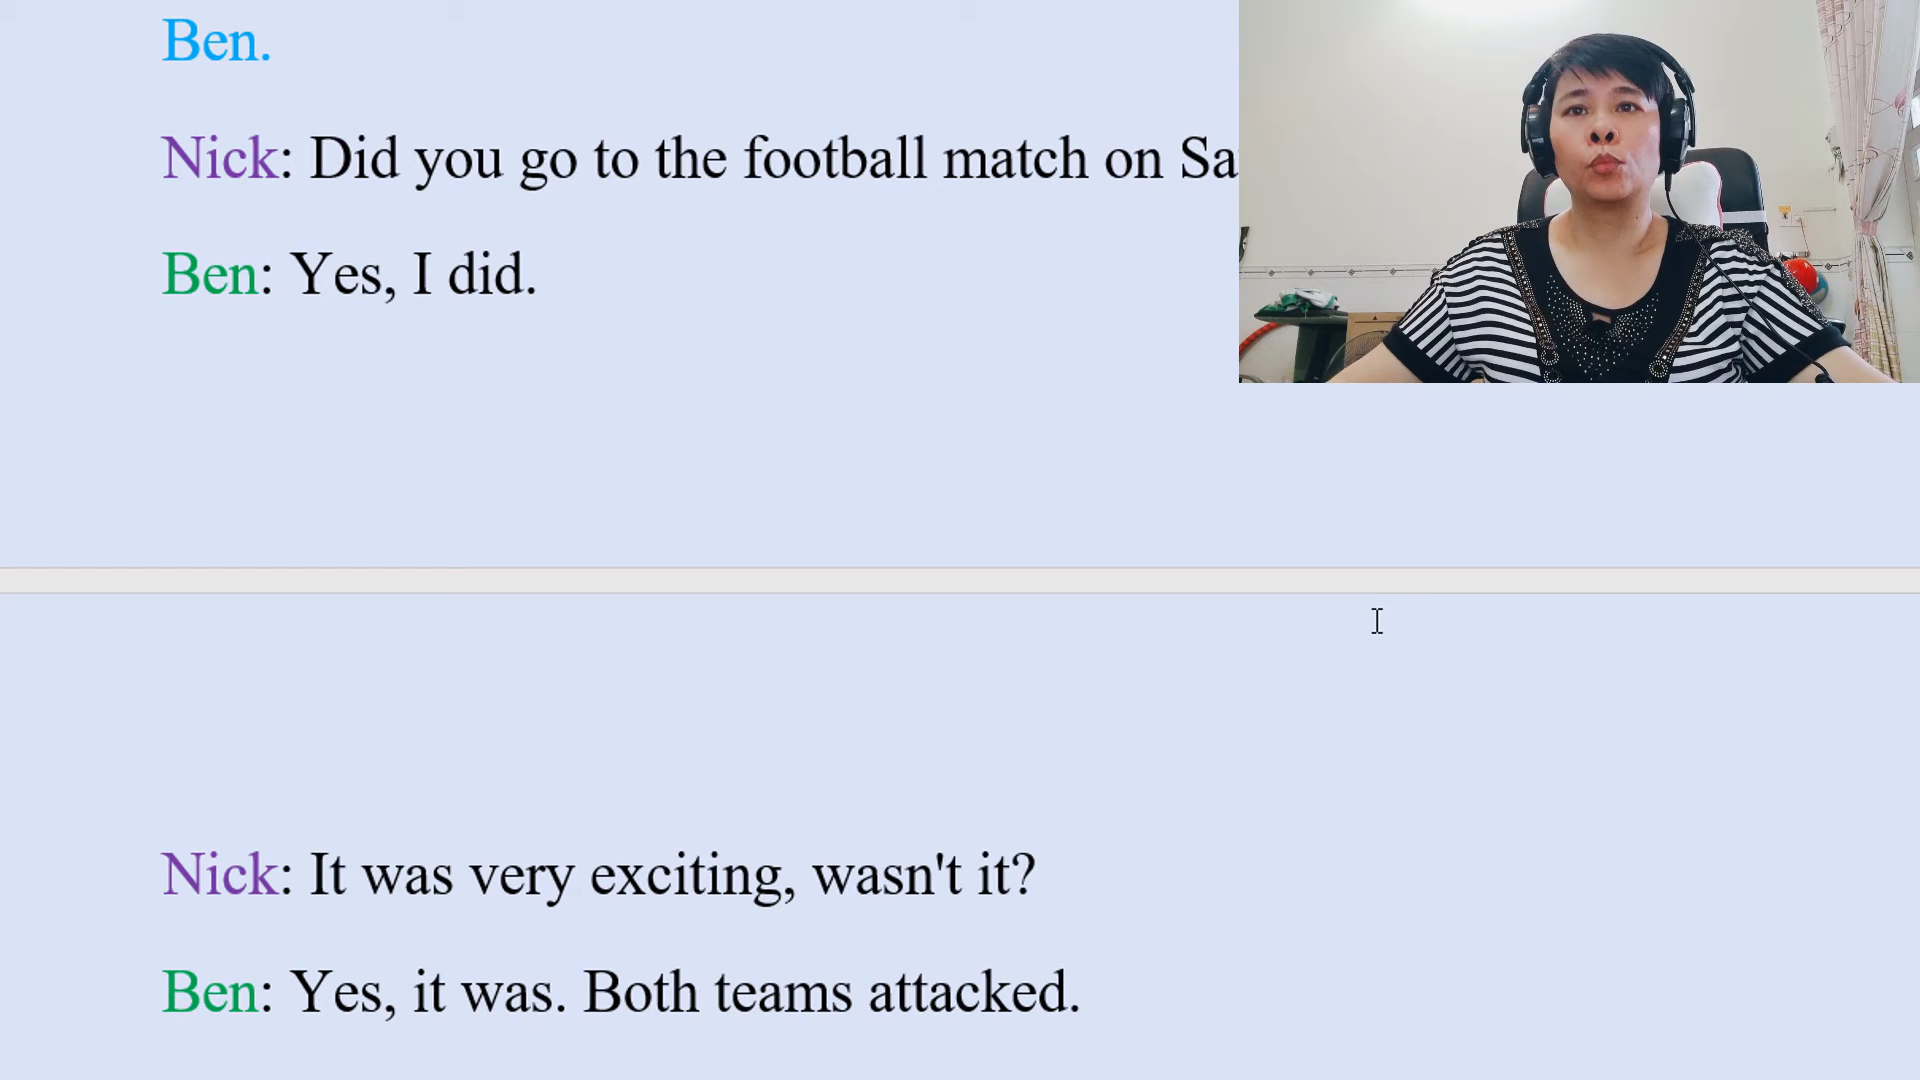 Ben.
Nick: Did you go to the football match on
Ben: Yes, I did.
Nick: It was very exciting, wasn't it?
Ben: Yes, it was. Both teams attacked.